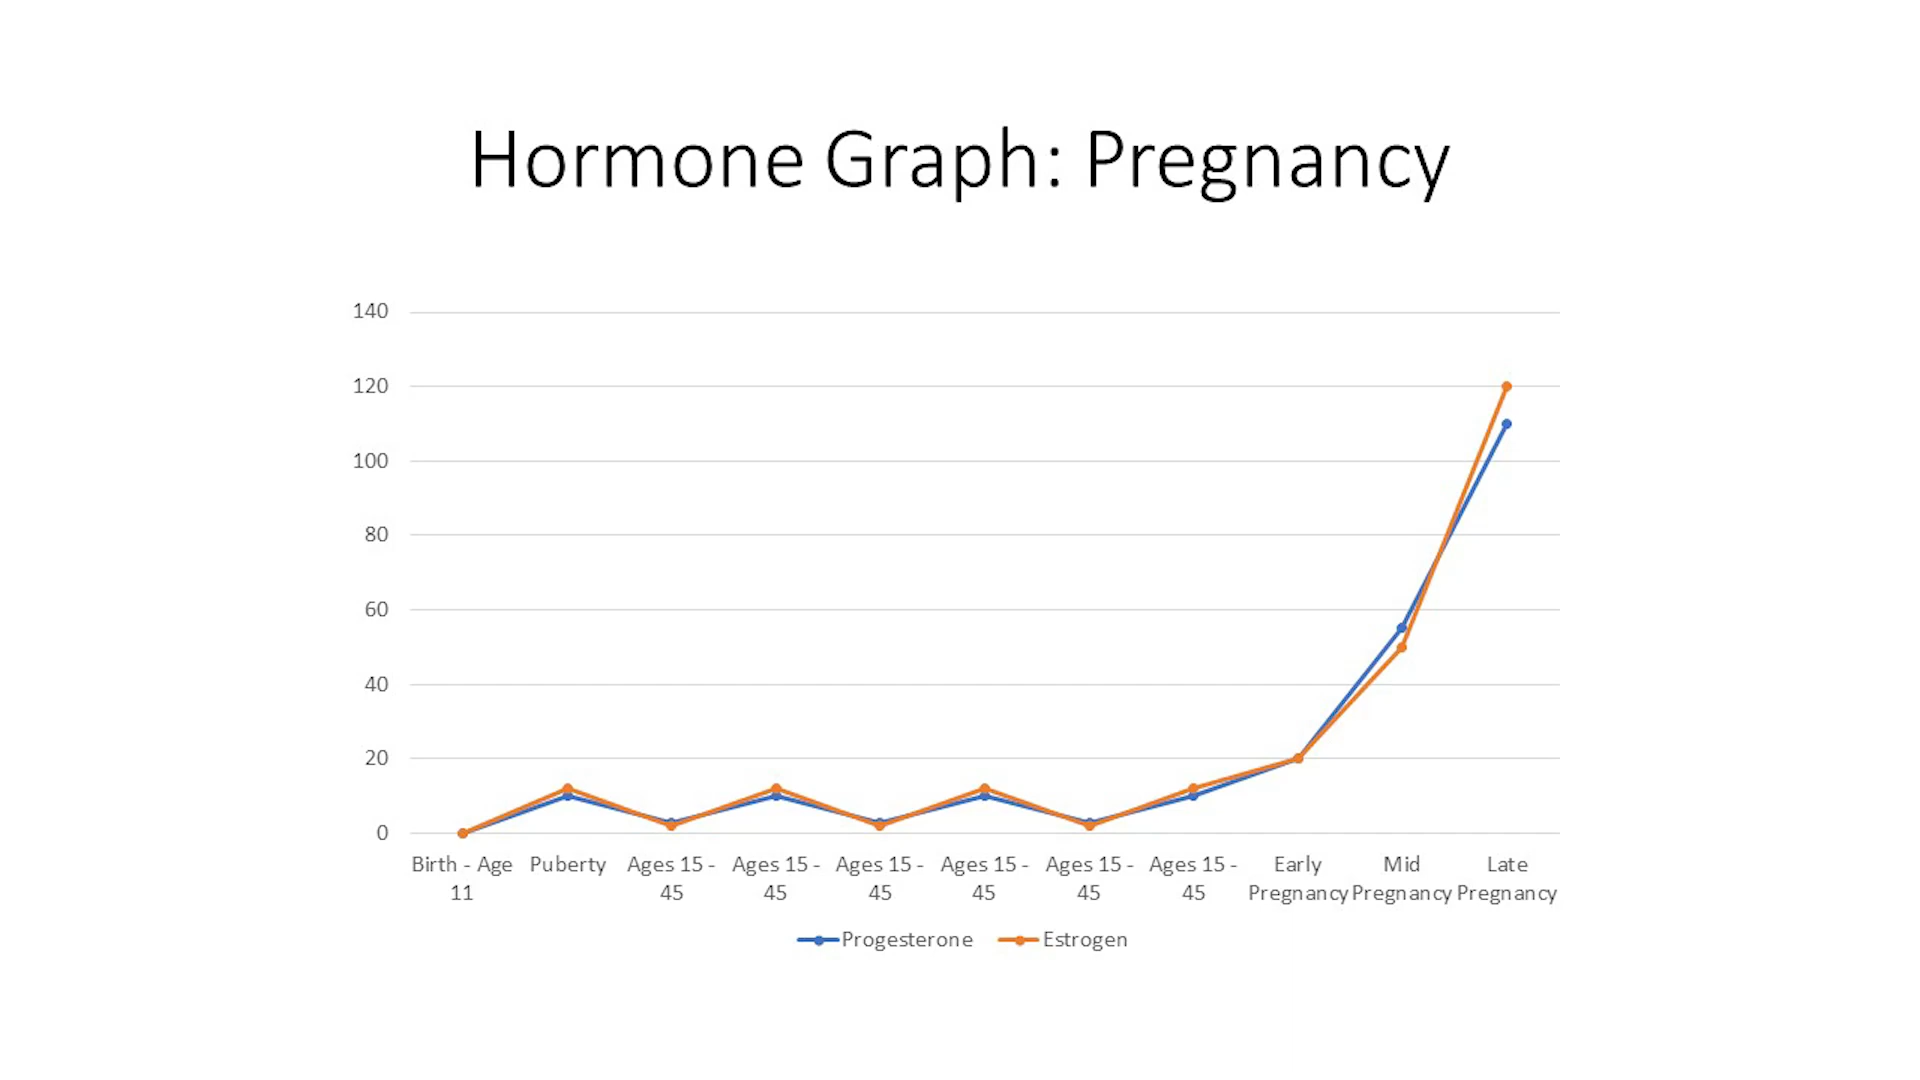 Hormone Graph: Pregnancy
140
120
100
80
60
40
20
0
Birth - Age 11
Puberty
Ages 15 - 45
Ages 15 - 45
Ages 15 - 45
Ages 15 - 45
Ages 15 - 45
Ages 15 - 45
Early Pregnancy
Mid Pregnancy
Late Pregnancy
Progesterone
Estrogen